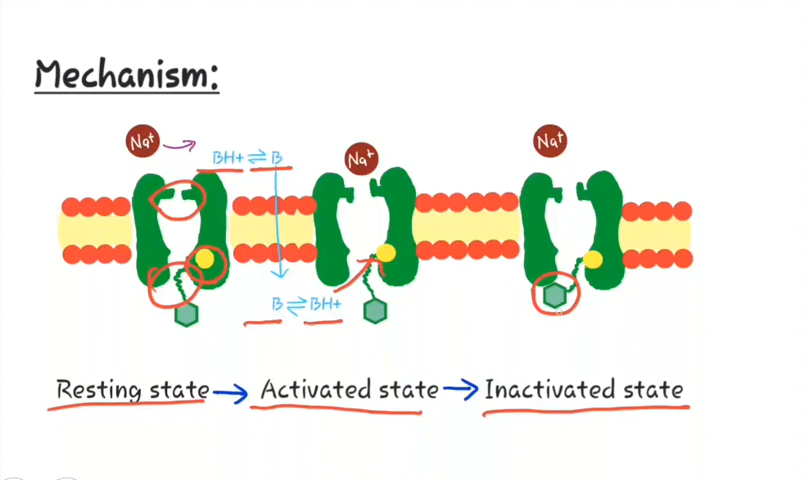 Mechanism:
Na+ Na+ Na+
BH+ ⇌ B
B ⇌ BH+
Resting state → Activated state → Inactivated state